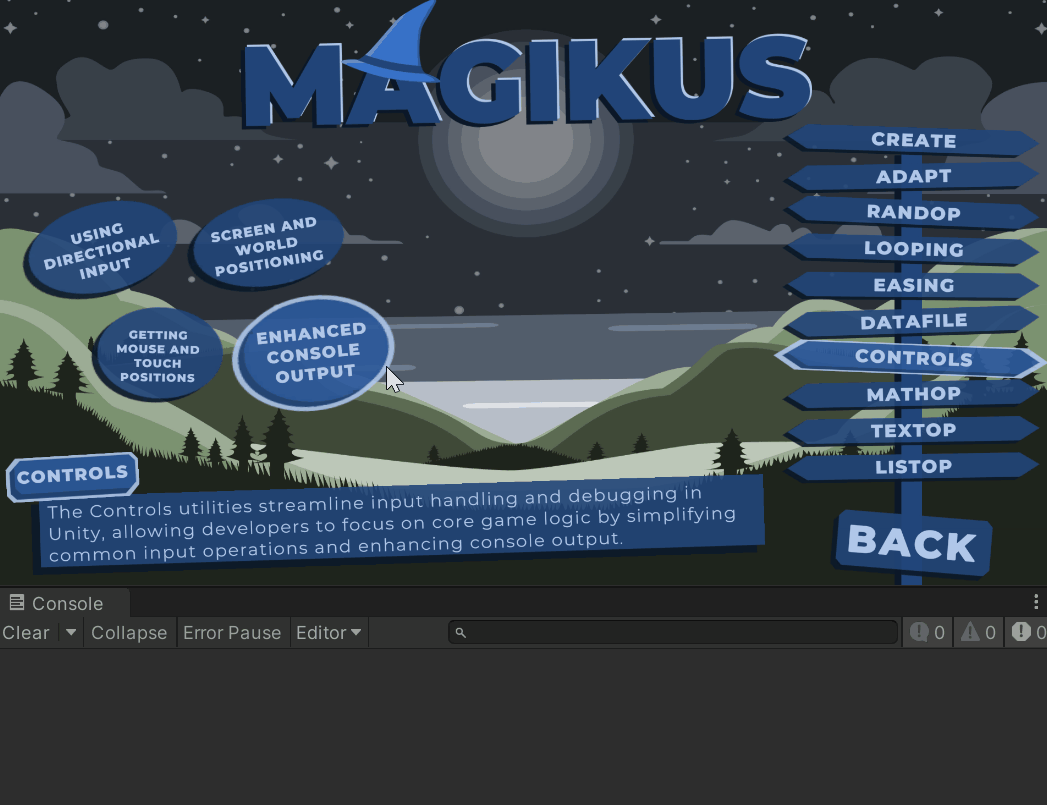 MAGIKUS
CREATE
ADAPT
RANDOP
LOOPING
EASING
DATAFILE
CONTROLS
MATHOP
TEXTOP
LISTOP
BACK
USING
DIRECTIONAL
INPUT
SCREEN AND
WORLD
POSITIONING
GETTING
MOUSE AND
TOUCH
POSITIONS
ENHANCED
CONSOLE
OUTPUT
CONTROLS
The Controls utilities streamline input handling and debugging in
Unity, allowing developers to focus on core game logic by simplifying
common input operations and enhancing console output.
Console
Clear Collapse Error Pause Editor 0 0 0